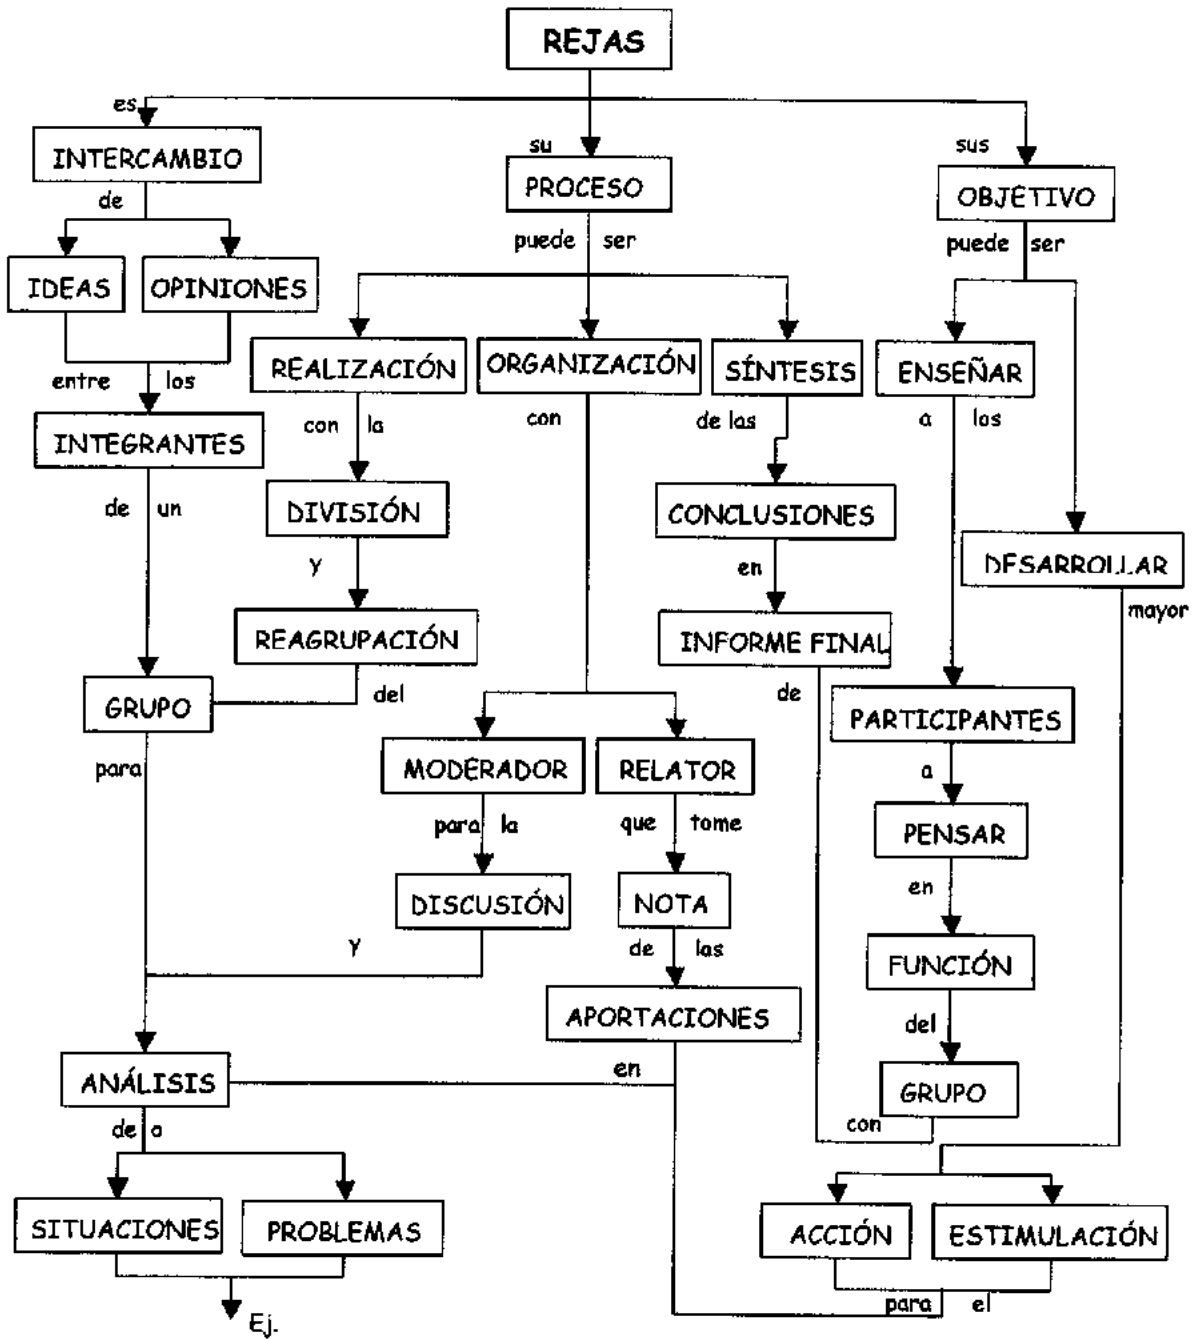 REJAS
es
su
sus
INTERCAMBIO
PROCESO
OBJETIVO
de
puede ser
puede ser
IDEAS
OPINIONES
REALIZACIÓN
ORGANIZACIÓN
SÍNTESIS
ENSEÑAR
entre los
con la
con
de las
a los
INTEGRANTES
de un
DIVISIÓN
CONCLUSIONES
DESARROLLAR
y
en
mayor
REAGRUPACIÓN
INFORME FINAL
GRUPO
del
de
PARTICIPANTES
para
MODERADOR
RELATOR
a
para la
que tome
PENSAR
en
DISCUSIÓN
NOTA
y
de las
FUNCIÓN
APORTACIONES
del
ANÁLISIS
en
GRUPO
de a
con
SITUACIONES
PROBLEMAS
ACCIÓN
ESTIMULACIÓN
para el
Ej.